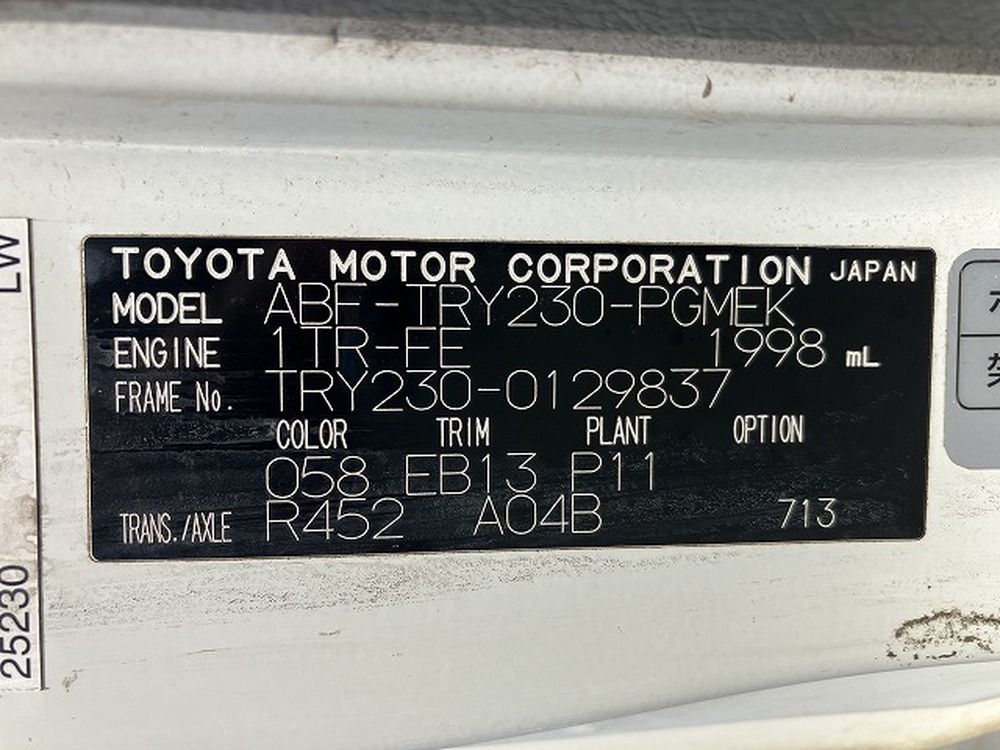 TOYOTA MOTOR CORPORATION JAPAN
MODEL ABF-TRY230-PGMEK
ENGINE 1TR-FE 1998 mL
FRAME No. TRY230-0129837
COLOR TRIM PLANT OPTION
058 EB13 P11
TRANS./AXLE R452 A04B 713
LW
25230